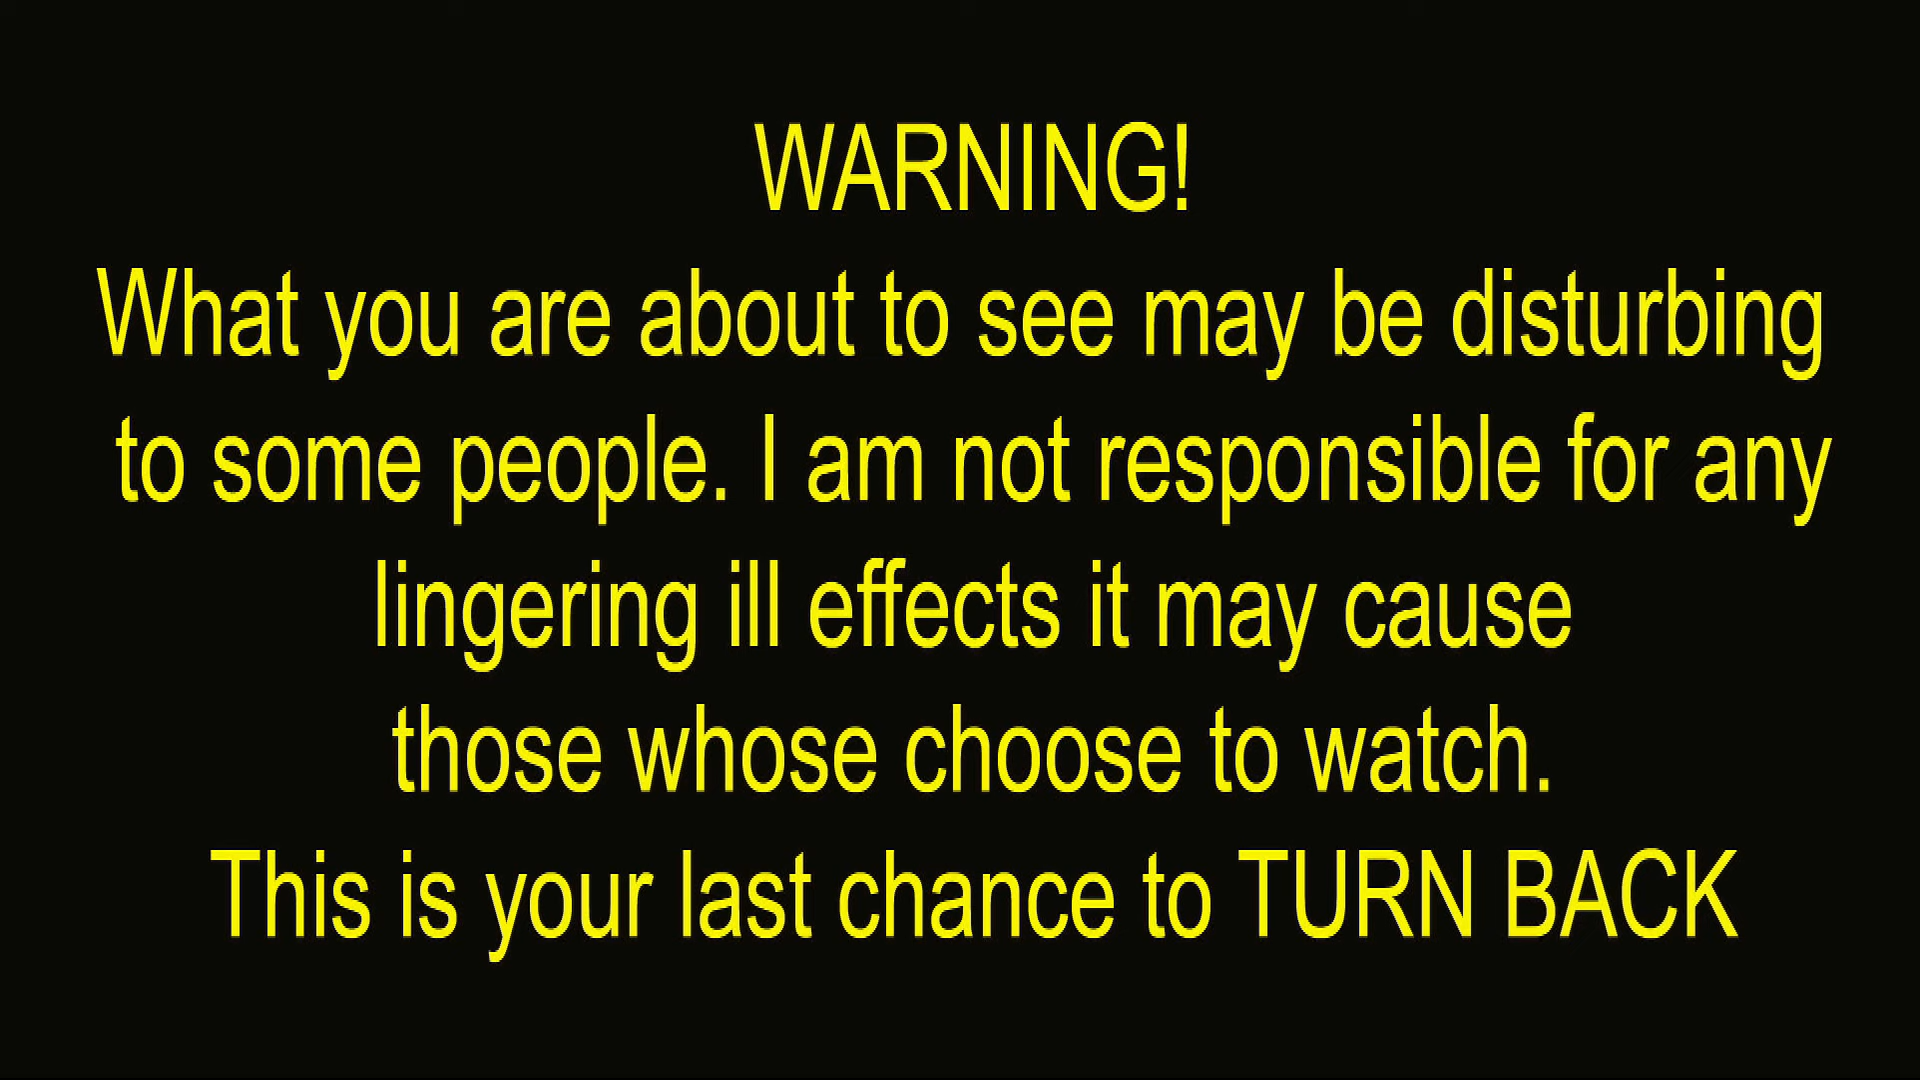 WARNING!
What you are about to see may be disturbing
to some people. I am not responsible for any
lingering ill effects it may cause
those whose choose to watch.
This is your last chance to TURN BACK